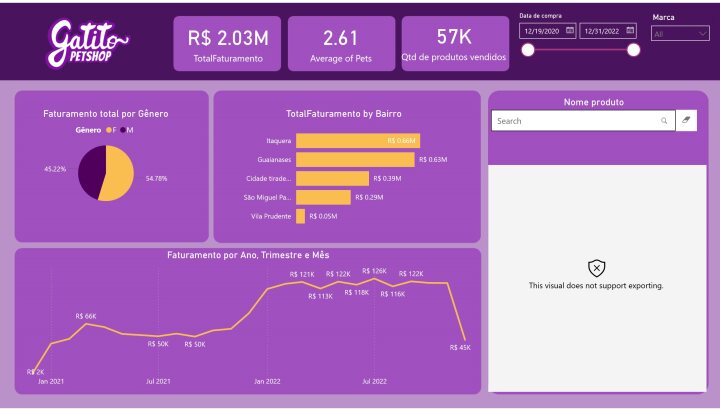 Gatito
PETSHOP
R$ 2.03M
TotalFaturamento
2.61
Average of Pets
57K
Qtd de produtos vendidos
Data de compra
12/19/2020
12/31/2022
Marca
All
Faturamento total por Gênero
Gênero F M
45.22%
54.78%
TotalFaturamento by Bairro
Itaquera R$ 0.66M
Guaianases R$ 0.63M
Cidade tirade... R$ 0.39M
São Miguel Pa... R$ 0.29M
Vila Prudente R$ 0.05M
Nome produto
Search
This visual does not support exporting.
Faturamento por Ano, Trimestre e Mês
R$ 2K
R$ 66K
R$ 50K
R$ 50K
R$ 121K
R$ 113K
R$ 122K
R$ 118K
R$ 126K
R$ 116K
R$ 122K
R$ 45K
Jan 2021
Jul 2021
Jan 2022
Jul 2022